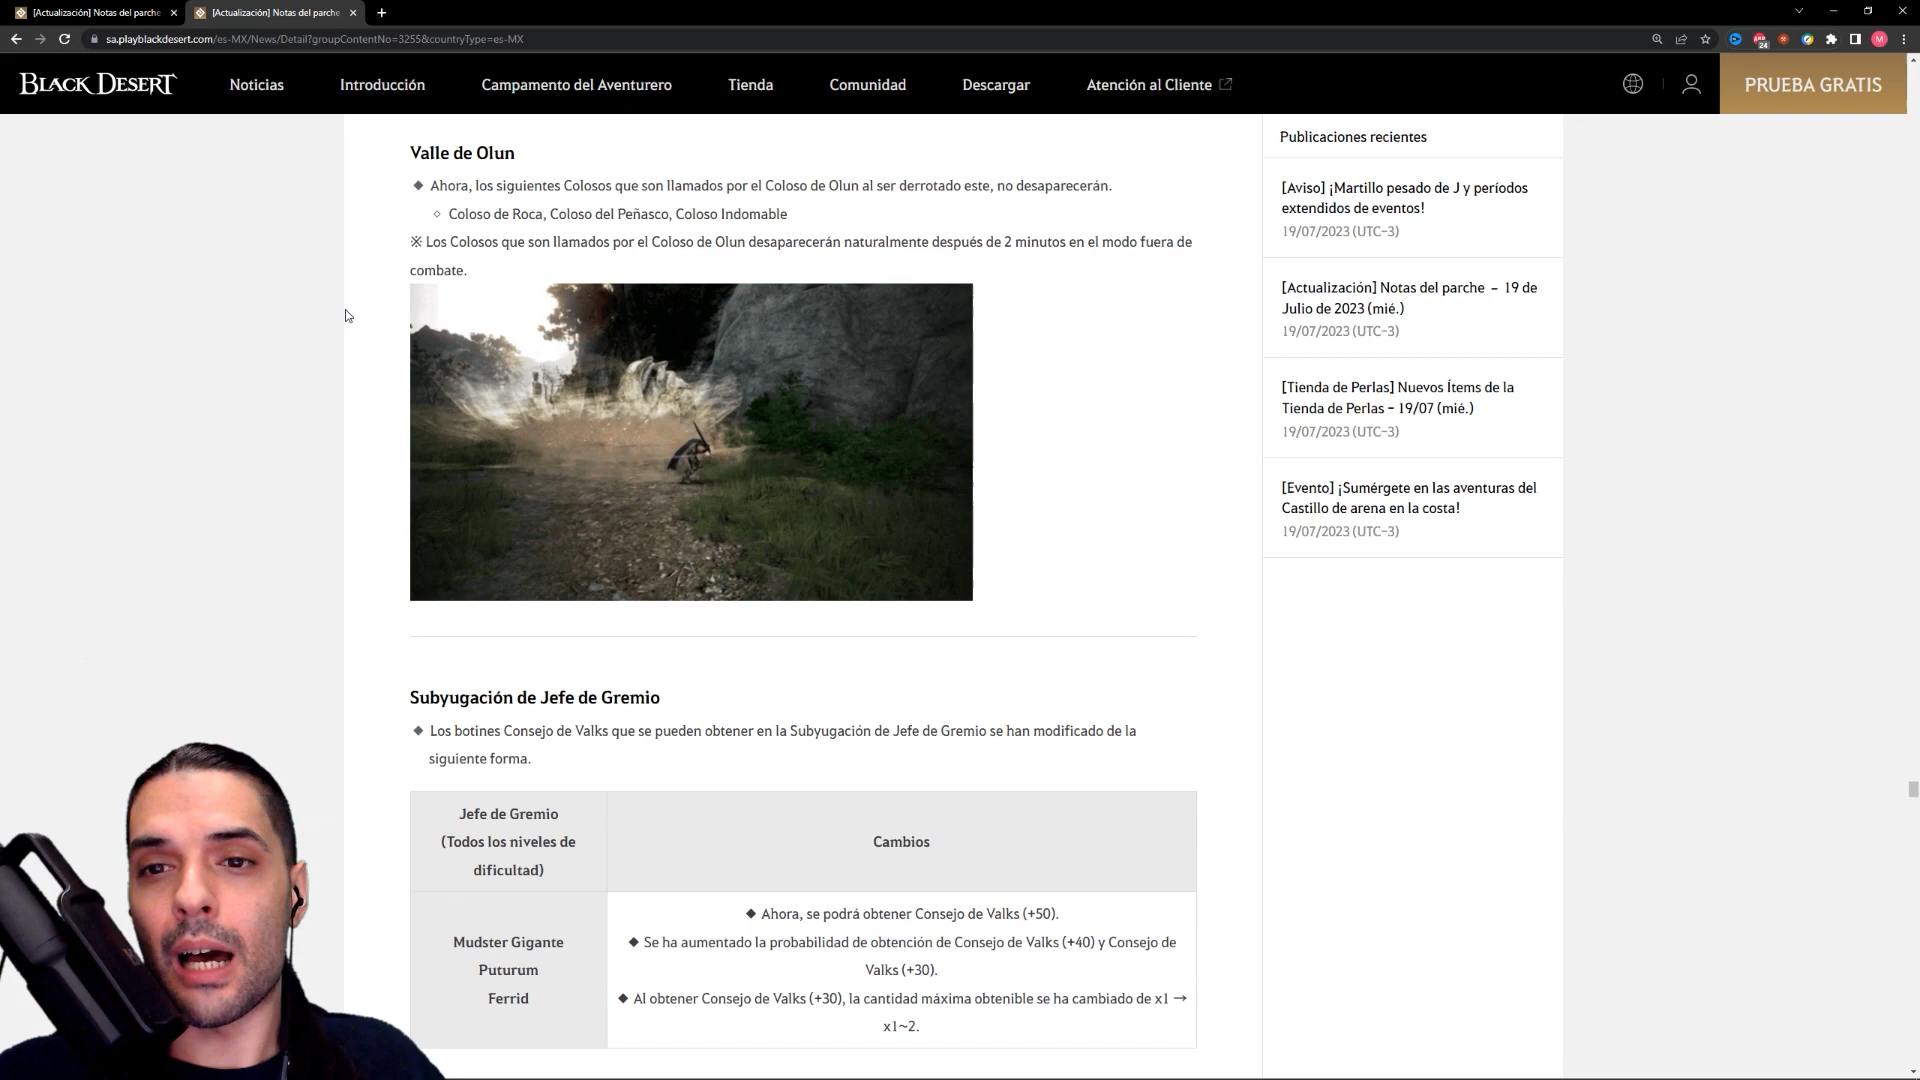 [Actualización] Notas del parche
[Actualización] Notas del parche
sa.playblackdesert.com/es-MX/News/Detail?groupContentNo=3255&countryType=es-MX
24
M
BLACK DESERT
Noticias
Introducción
Campamento del Aventurero
Tienda
Comunidad
Descargar
Atención al Cliente
PRUEBA GRATIS
Valle de Olun
◆ Ahora, los siguientes Colosos que son llamados por el Coloso de Olun al ser derrotado este, no desaparecerán.
◇ Coloso de Roca, Coloso del Peñasco, Coloso Indomable
※ Los Colosos que son llamados por el Coloso de Olun desaparecerán naturalmente después de 2 minutos en el modo fuera de
combate.
Subyugación de Jefe de Gremio
◆ Los botines Consejo de Valks que se pueden obtener en la Subyugación de Jefe de Gremio se han modificado de la
siguiente forma.
Jefe de Gremio
(Todos los niveles de
dificultad)
Cambios
Mudster Gigante
Puturum
Ferrid
◆ Ahora, se podrá obtener Consejo de Valks (+50).
◆ Se ha aumentado la probabilidad de obtención de Consejo de Valks (+40) y Consejo de
Valks (+30).
◆ Al obtener Consejo de Valks (+30), la cantidad máxima obtenible se ha cambiado de x1 →
x1~2.
Publicaciones recientes
[Aviso] ¡Martillo pesado de J y períodos
extendidos de eventos!
19/07/2023 (UTC-3)
[Actualización] Notas del parche - 19 de
Julio de 2023 (mié.)
19/07/2023 (UTC-3)
[Tienda de Perlas] Nuevos Ítems de la
Tienda de Perlas - 19/07 (mié.)
19/07/2023 (UTC-3)
[Evento] ¡Sumérgete en las aventuras del
Castillo de arena en la costa!
19/07/2023 (UTC-3)